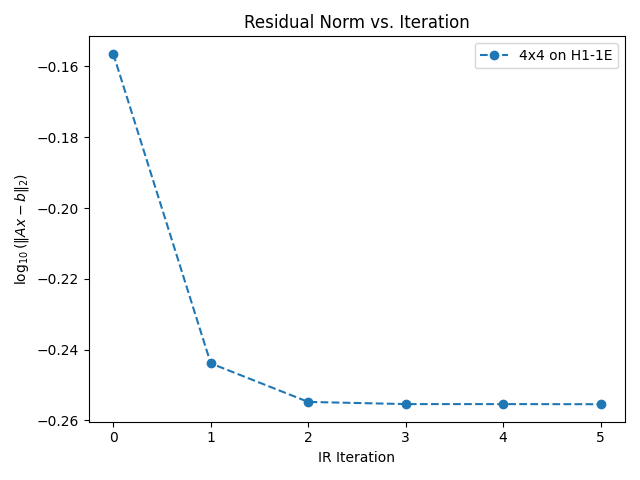 Residual Norm vs. Iteration
4x4 on H1-1E
−0.16
−0.18
−0.20
−0.22
−0.24
−0.26
log₁₀(‖Ax − b‖₂)
0 1 2 3 4 5
IR Iteration